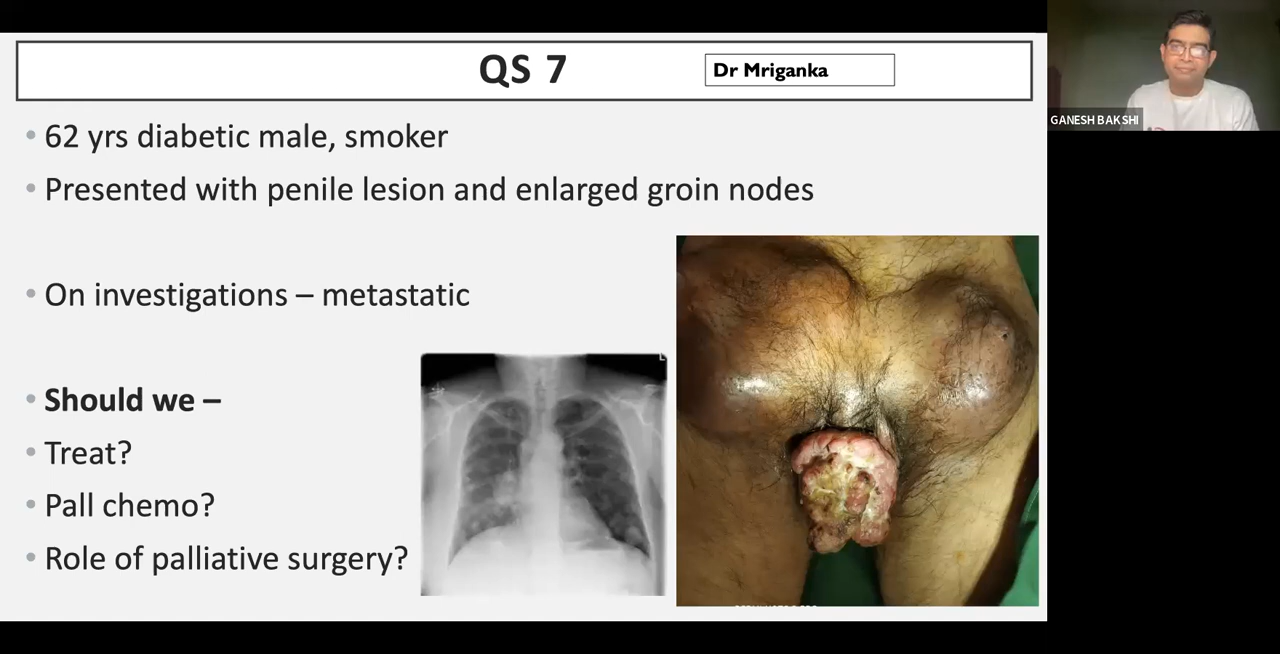 QS 7
Dr Mriganka
GANESH BAKSHI
62 yrs diabetic male, smoker
Presented with penile lesion and enlarged groin nodes
On investigations – metastatic
Should we –
Treat?
Pall chemo?
Role of palliative surgery?